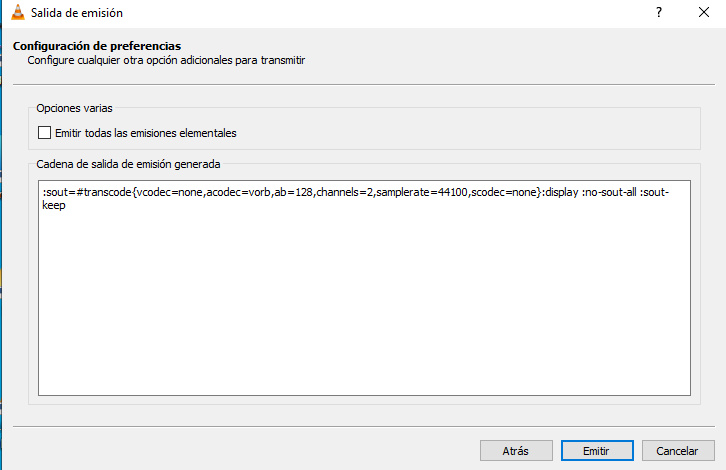 Salida de emisión
?
Configuración de preferencias
Configure cualquier otra opción adicionales para transmitir
Opciones varias
Emitir todas las emisiones elementales
Cadena de salida de emisión generada
:sout=#transcode{vcodec=none,acodec=vorb,ab=128,channels=2,samplerate=44100,scodec=none}:display :no-sout-all :sout-
keep
Atrás
Emitir
Cancelar